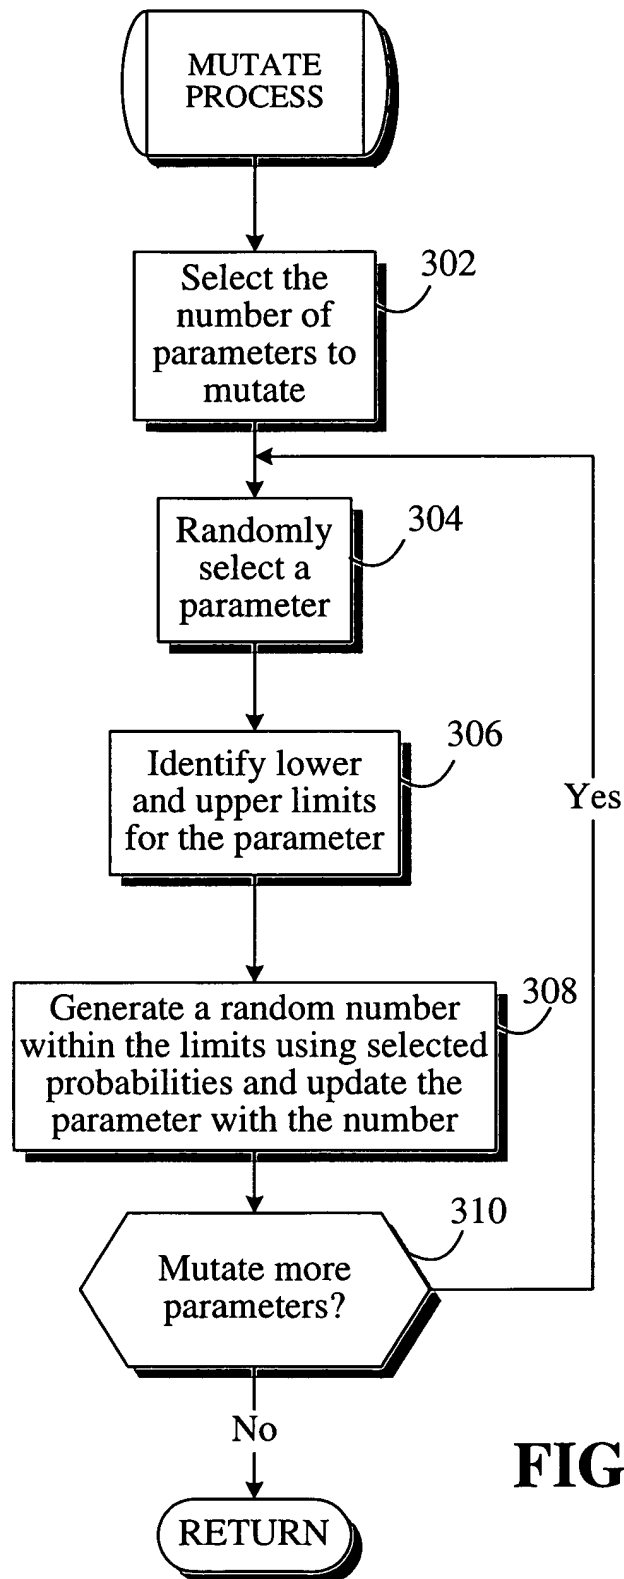 MUTATE
PROCESS
302
Select the
number of
parameters to
mutate
304
Randomly
select a
parameter
306
Identify lower
and upper limits
for the parameter
Yes
308
Generate a random number
within the limits using selected
probabilities and update the
parameter with the number
310
Mutate more
parameters?
No
FIG
RETURN